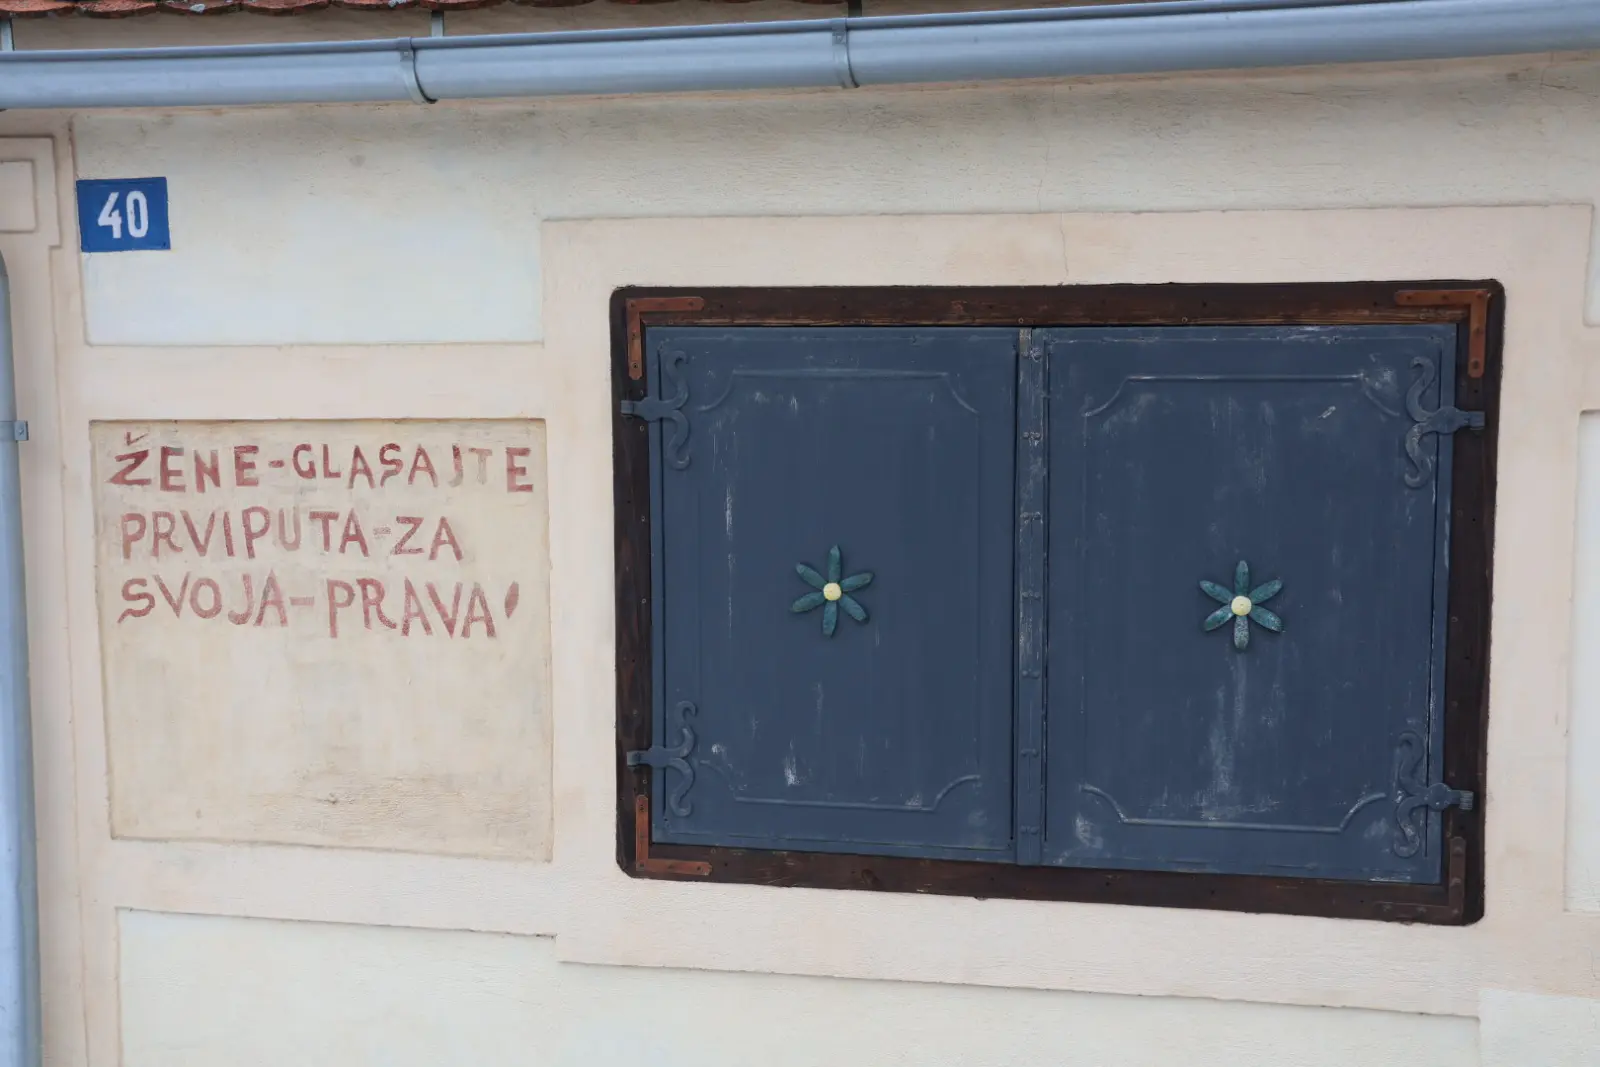 40
ŽENE-GLASAJTE
PRVIPUTA-ZA
SVOJA-PRAVA!